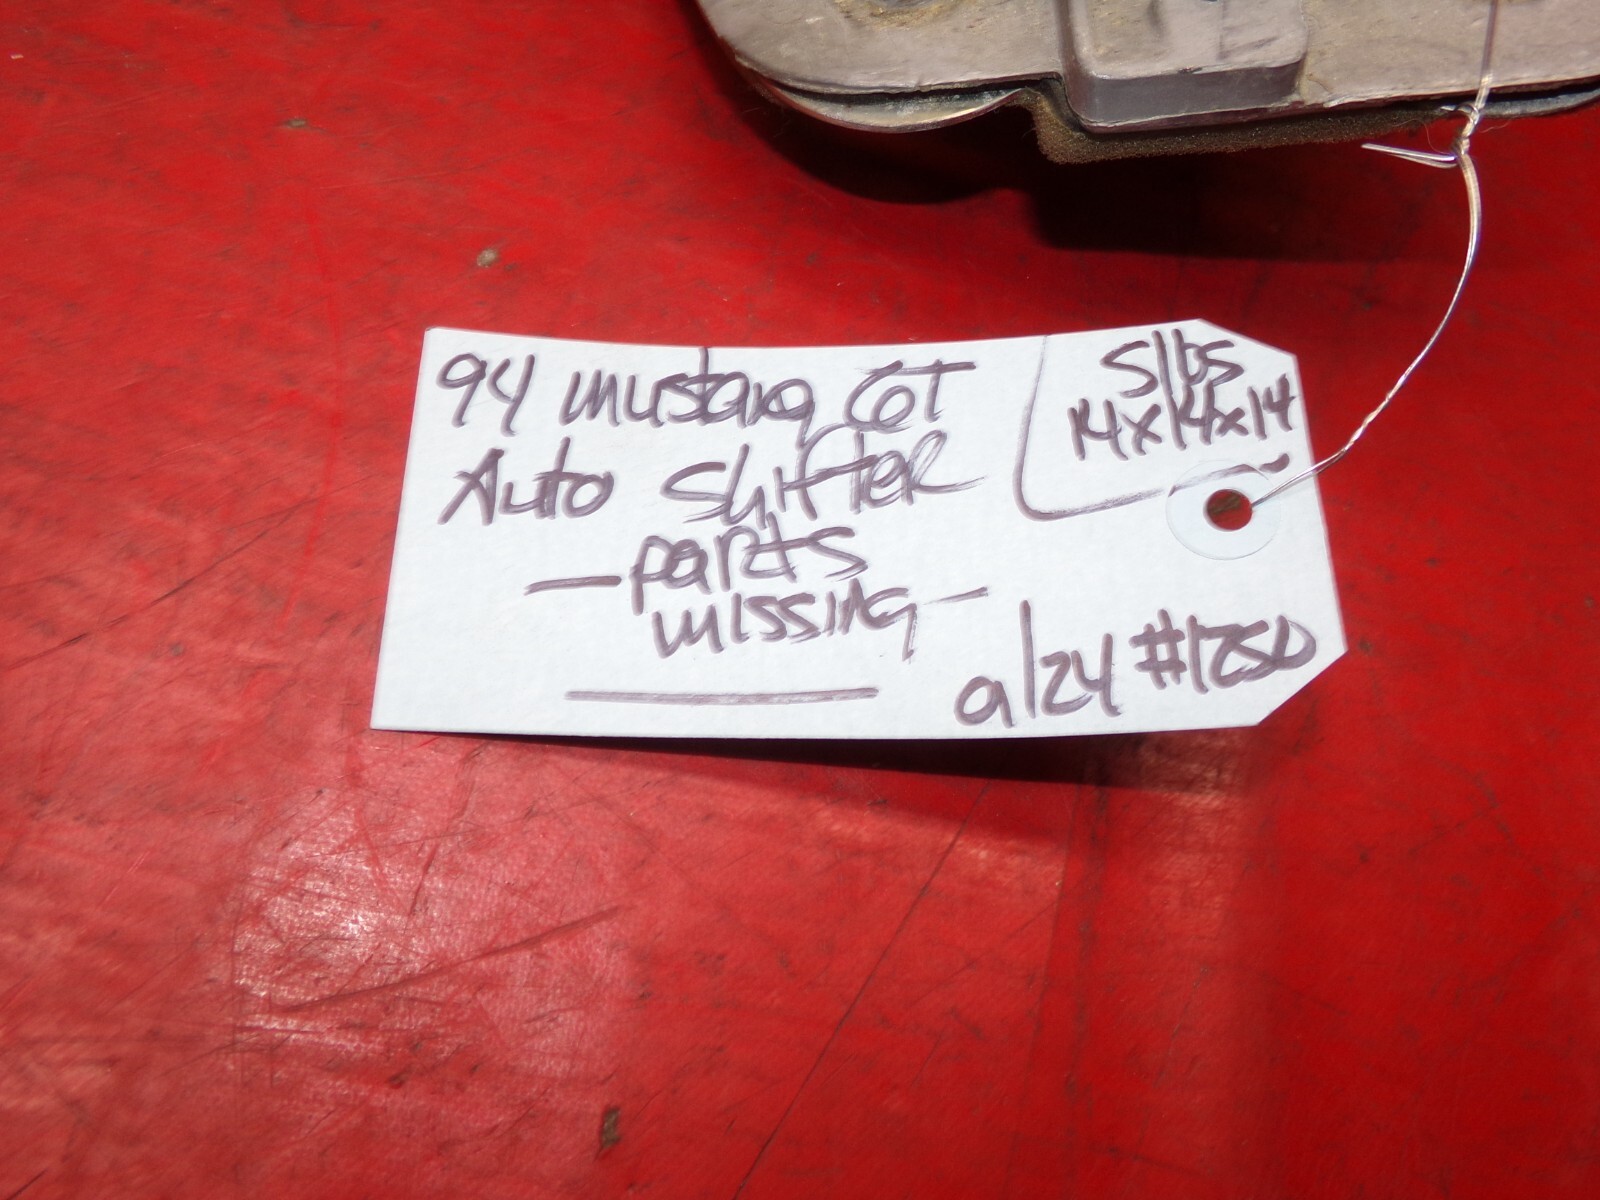 94 Mustang GT
Auto Shifter
— parts
missing —
5lbs
14x14x14
9/24 #1250